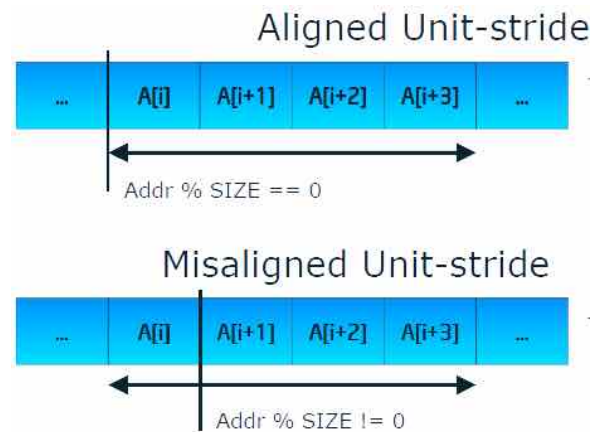 Aligned Unit-stride
... A[i] A[i+1] A[i+2] A[i+3] ...
Addr % SIZE == 0
Misaligned Unit-stride
... A[i] A[i+1] A[i+2] A[i+3] ...
Addr % SIZE != 0